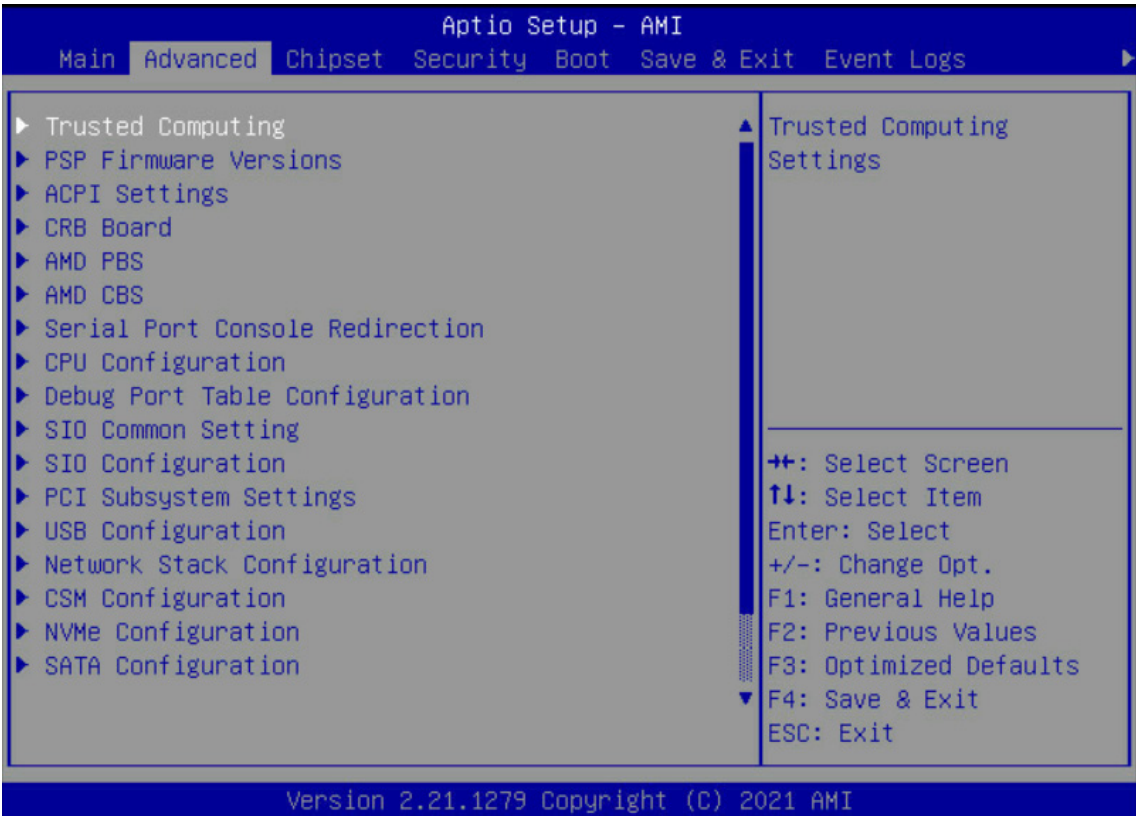 Aptio Setup – AMI
Main Advanced Chipset Security Boot Save & Exit Event Logs
Trusted Computing
PSP Firmware Versions
ACPI Settings
CRB Board
AMD PBS
AMD CBS
Serial Port Console Redirection
CPU Configuration
Debug Port Table Configuration
SIO Common Setting
SIO Configuration
PCI Subsystem Settings
USB Configuration
Network Stack Configuration
CSM Configuration
NVMe Configuration
SATA Configuration
Trusted Computing
Settings
→←: Select Screen
↑↓: Select Item
Enter: Select
+/-: Change Opt.
F1: General Help
F2: Previous Values
F3: Optimized Defaults
F4: Save & Exit
ESC: Exit
Version 2.21.1279 Copyright (C) 2021 AMI